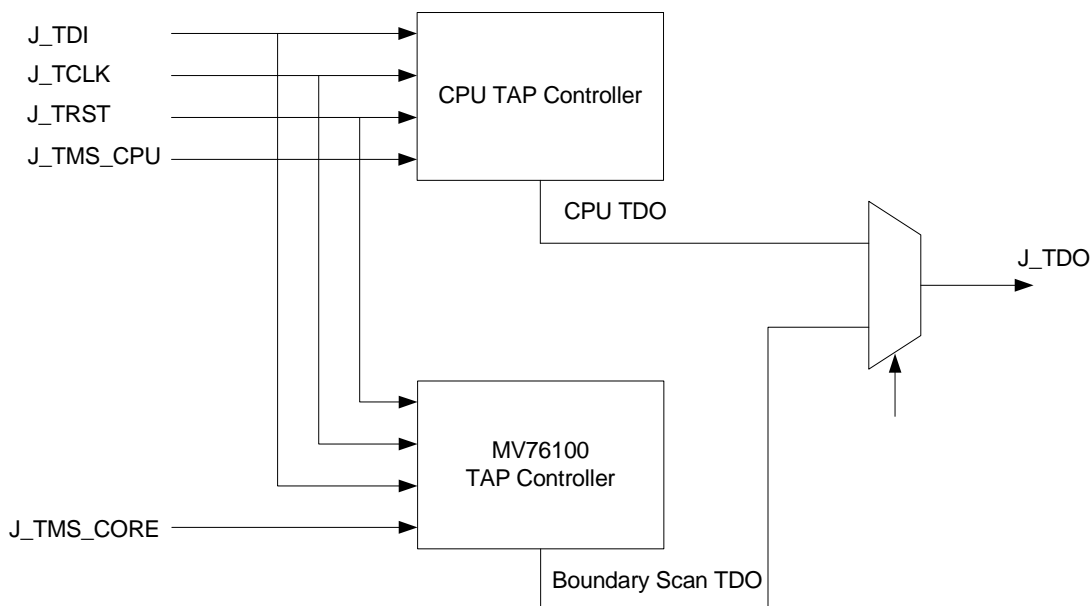 J_TDI
J_TCLK
J_TRST
J_TMS_CPU
CPU TAP Controller
CPU TDO
J_TDO
MV76100
TAP Controller
J_TMS_CORE
Boundary Scan TDO